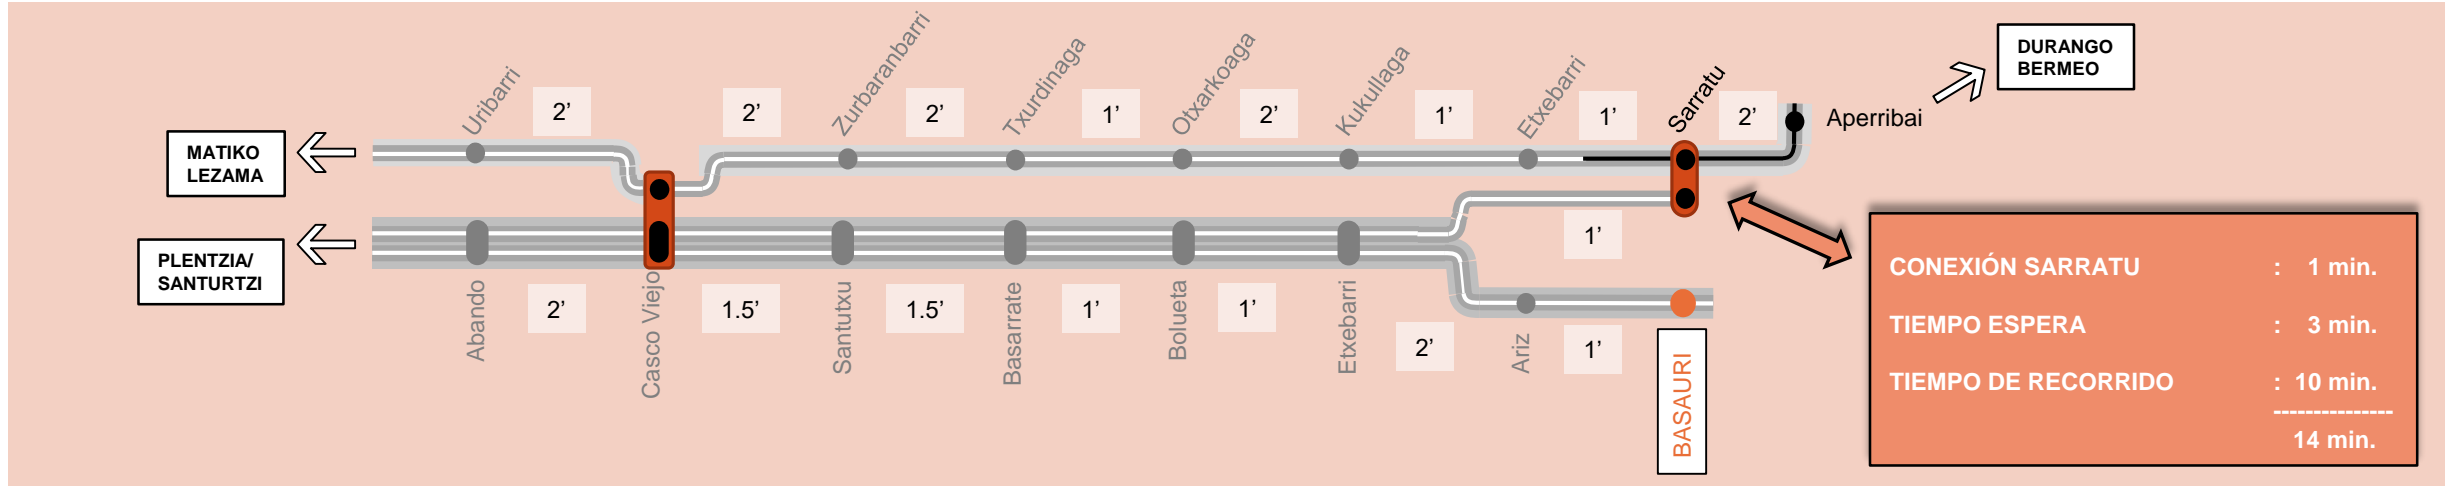 DURANGO
BERMEO
Uribarri
Zurbaranbarri
Txurdinaga
Otxarkoaga
Kukullaga
Etxebarri
Sarratu
2’
2’
2’
1’
2’
1’
1’
2’
Aperribai
MATIKO
LEZAMA
PLENTZIA/
SANTURTZI
1’
Abando
Casco Viejo
Santutxu
Basarrate
Bolueta
Etxebarri
Ariz
BASAURI
2’
1.5’
1.5’
1’
1’
2’
1’
CONEXIÓN SARRATU : 1 min.
TIEMPO ESPERA : 3 min.
TIEMPO DE RECORRIDO : 10 min.
---------------
14 min.